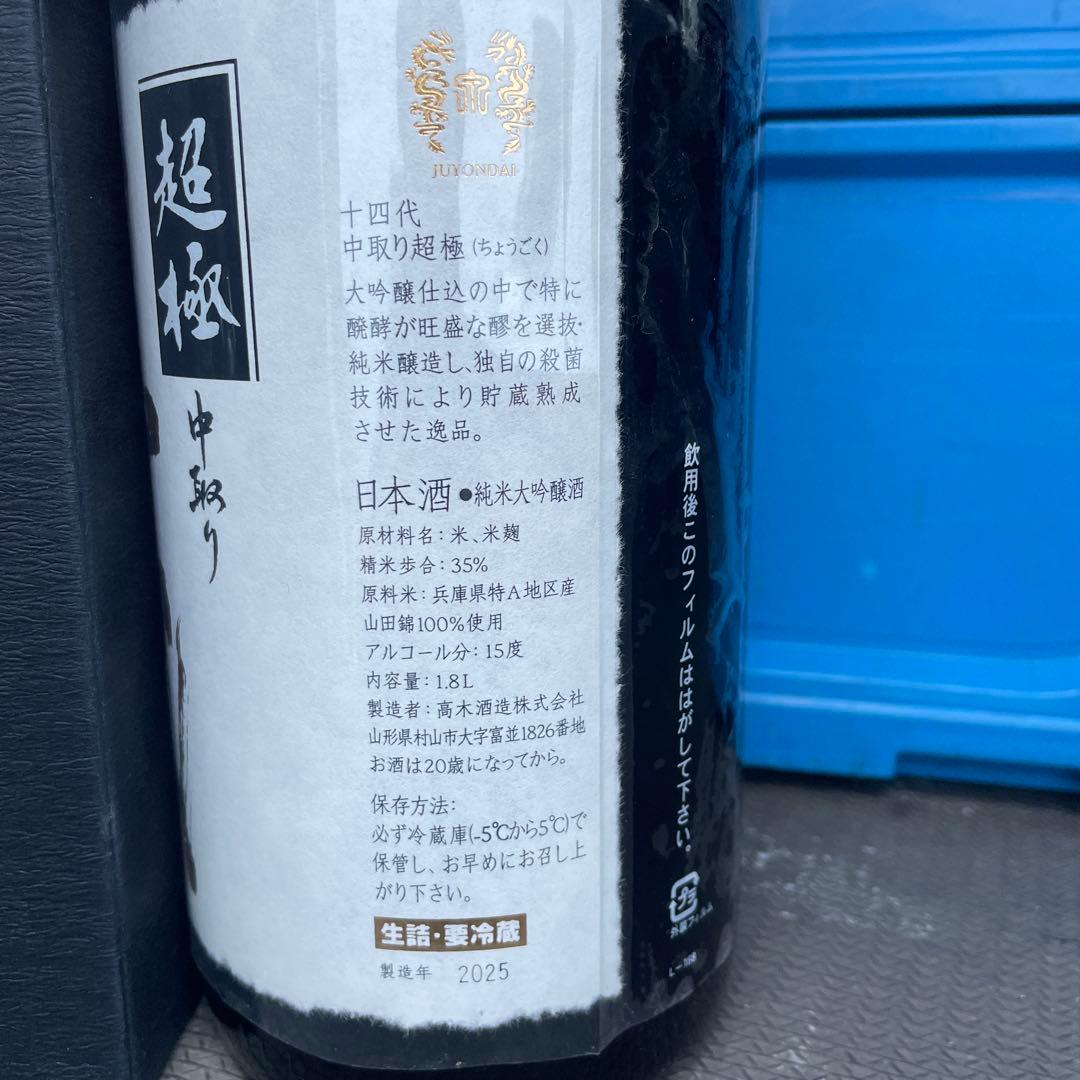 超極
中取り
JUYONDAI
十四代
中取り超極(ちょうごく)
大吟醸仕込の中で特に
醗酵が旺盛な醪を選抜・
純米醸造し、独自の殺菌
技術により貯蔵熟成
させた逸品。
日本酒●純米大吟醸酒
原材料名:米、米麹
精米歩合:35%
原料米:兵庫県特A地区産
山田錦100%使用
アルコール分:15度
内容量:1.8L
製造者:高木酒造株式会社
山形県村山市大字富並1826番地
お酒は20歳になってから。
保存方法:
必ず冷蔵庫(-5℃から5℃)で
保管し、お早めにお召し上
がり下さい。
生詰・要冷蔵
製造年 2025
飲用後このフィルムははがして下さい。
プラ
外装フィルム